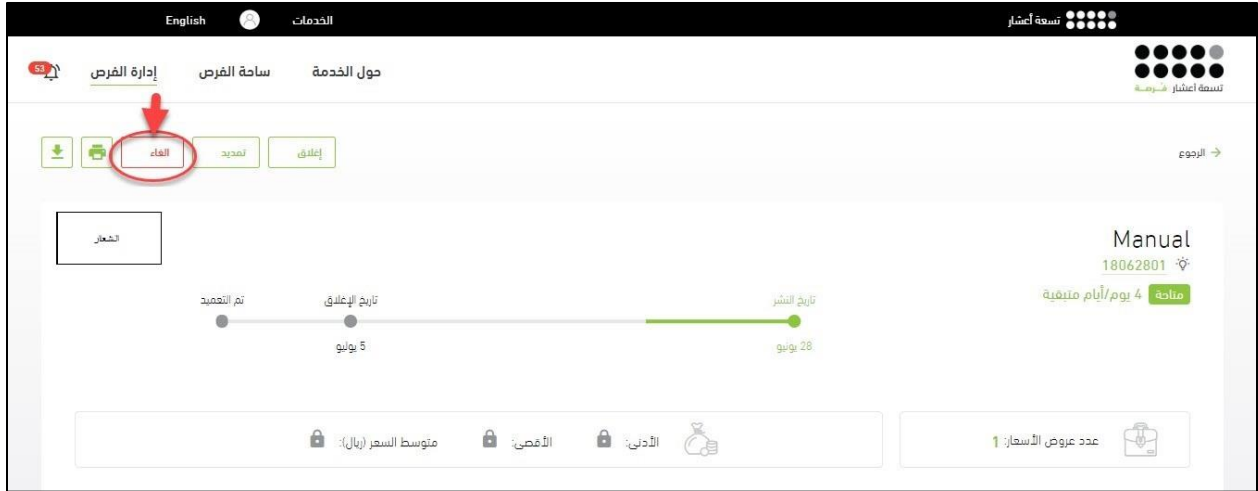 تسعة أعشار
الخدمات
English
تسعة أعشار فـرصـة
حول الخدمة
ساحة الفرص
إدارة الفرص
53
الرجوع
إغلاق
تمديد
الغاء
Manual
18062801
متاحة 4 يوم/أيام متبقية
الشعار
تاريخ النشر
تاريخ الإغلاق
تم التعميد
28 يونيو
5 يوليو
عدد عروض الأسعار: 1
الأدنى:
الأقصى:
متوسط السعر (ريال):